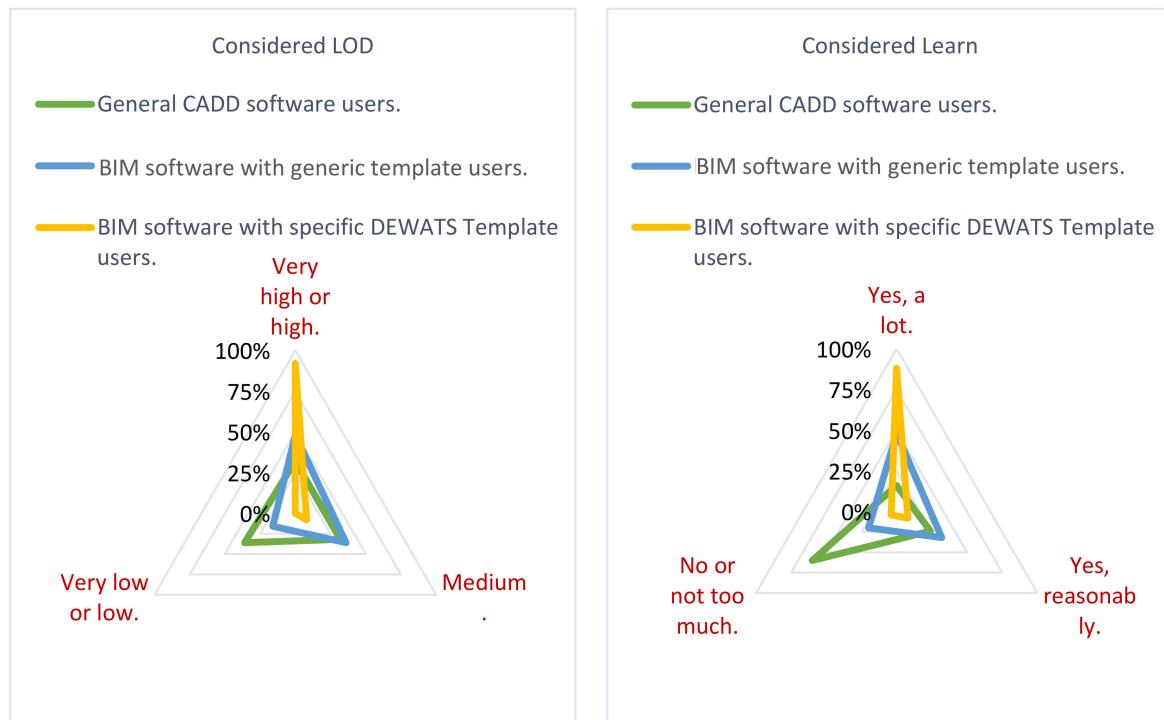 Considered LOD
General CADD software users.
BIM software with generic template users.
BIM software with specific DEWATS Template
users.
Very
high or
high.
100%
75%
50%
25%
0%
Very low
or low.
Medium
.
Considered Learn
General CADD software users.
BIM software with generic template users.
BIM software with specific DEWATS Template
users.
Yes, a
lot.
100%
75%
50%
25%
0%
No or
not too
much.
Yes,
reasonab
ly.